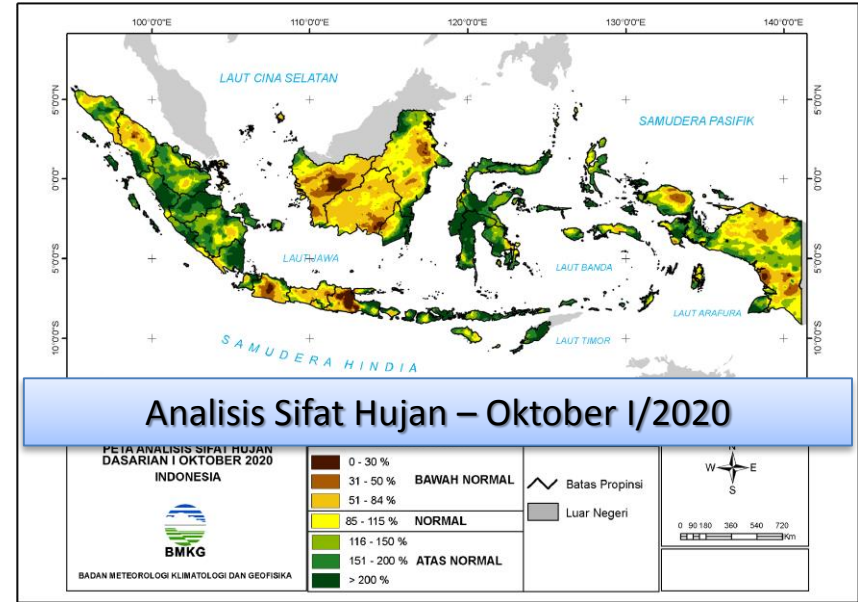 100°0'0"E 110°0'0"E 120°0'0"E 130°0'0"E 140°0'0"E
LAUT CINA SELATAN
5°0'0"N 5°0'0"N
SAMUDERA PASIFIK
0°0'0" 0°0'0"
LAUT JAWA
LAUT BANDA
5°0'0"S 5°0'0"S
LAUT ARAFURA
LAUT TIMOR
10°0'0"S 10°0'0"S
SAMUDERA HINDIA
Analisis Sifat Hujan – Oktober I/2020
PETA ANALISIS SIFAT HUJAN
DASARIAN I OKTOBER 2020
INDONESIA
BMKG
BADAN METEOROLOGI KLIMATOLOGI DAN GEOFISIKA
0 - 30 %
31 - 50 % BAWAH NORMAL
51 - 84 %
85 - 115 % NORMAL
116 - 150 %
151 - 200 % ATAS NORMAL
> 200 %
Batas Propinsi
Luar Negeri
N
W E
S
0 90 180 360 540 720
Km